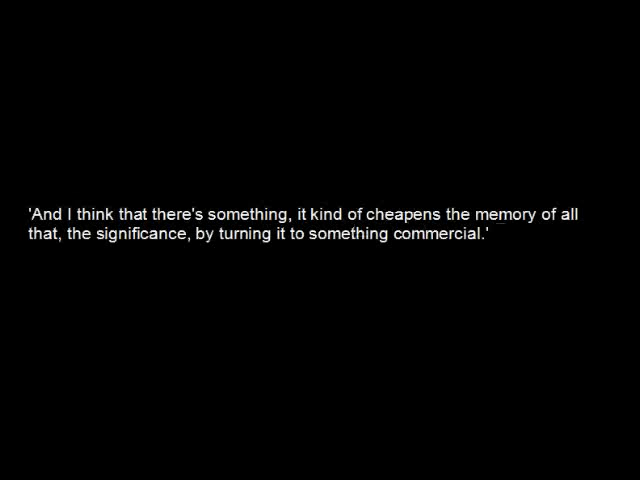 'And I think that there's something, it kind of cheapens the memory of all
that, the significance, by turning it to something commercial.'